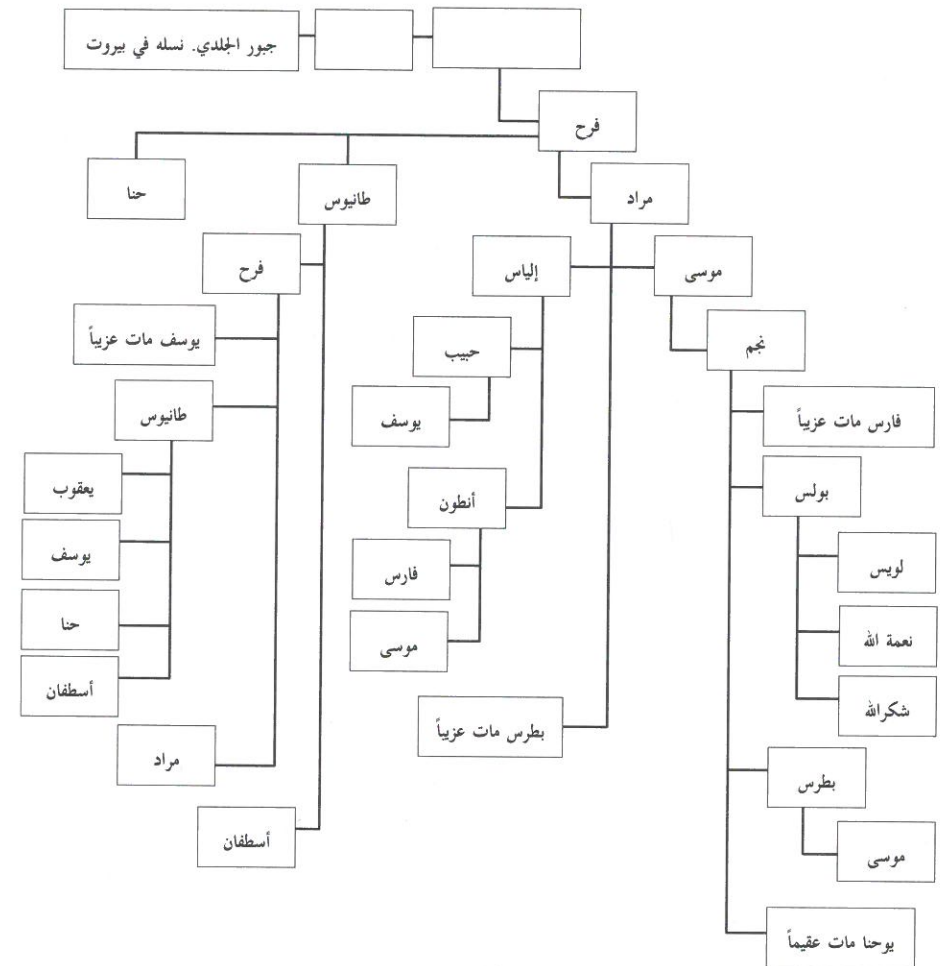 جبور الجلدي. نسله في بيروت
فرح
مراد
طانيوس
حنا
موسى
إلياس
فرح
نجم
حبيب
يوسف مات عزيباً
يوسف
طانيوس
فارس مات عزيباً
بولس
أنطون
يعقوب
لويس
فارس
يوسف
نعمة الله
موسى
حنا
شكرالله
أسطفان
بطرس مات عزيباً
مراد
بطرس
أسطفان
موسى
يوحنا مات عقيماً